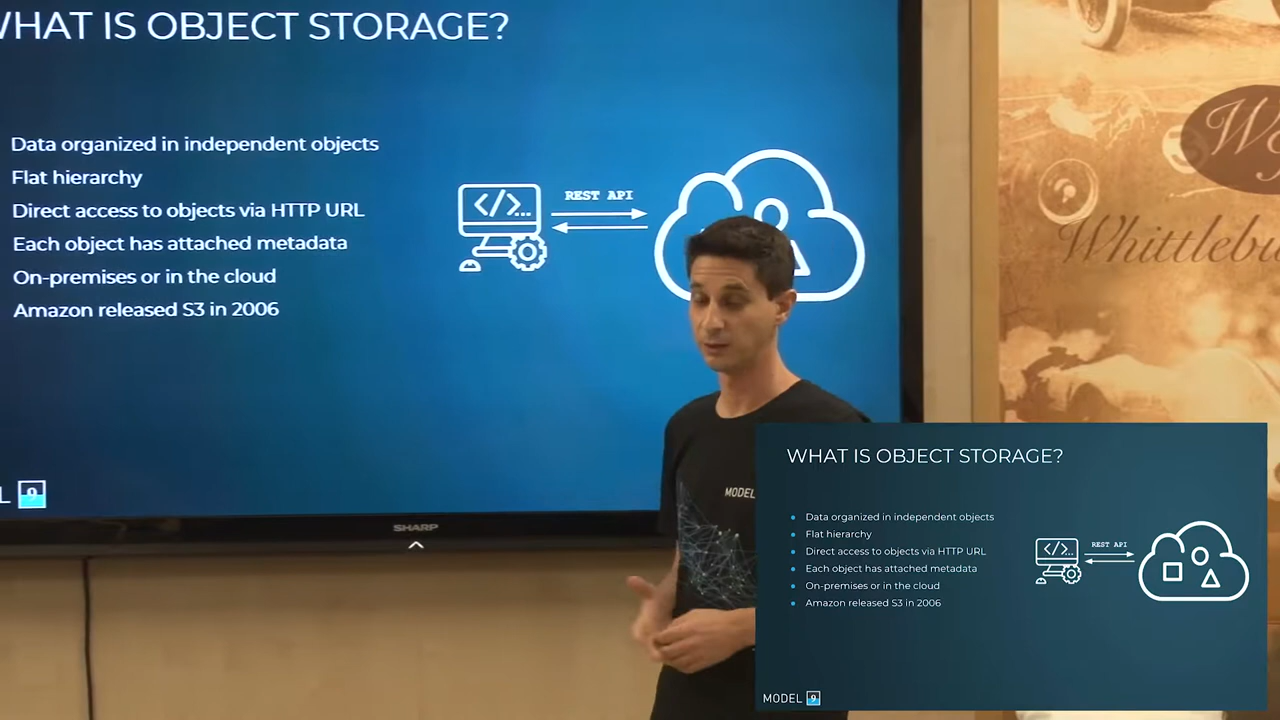 WHAT IS OBJECT STORAGE?
Data organized in independent objects
Flat hierarchy
Direct access to objects via HTTP URL
Each object has attached metadata
On-premises or in the cloud
Amazon released S3 in 2006
</>...
REST API
L 9
SHARP
MODEL
WHAT IS OBJECT STORAGE?
Data organized in independent objects
Flat hierarchy
Direct access to objects via HTTP URL
Each object has attached metadata
On-premises or in the cloud
Amazon released S3 in 2006
</>...
REST API
MODEL 9